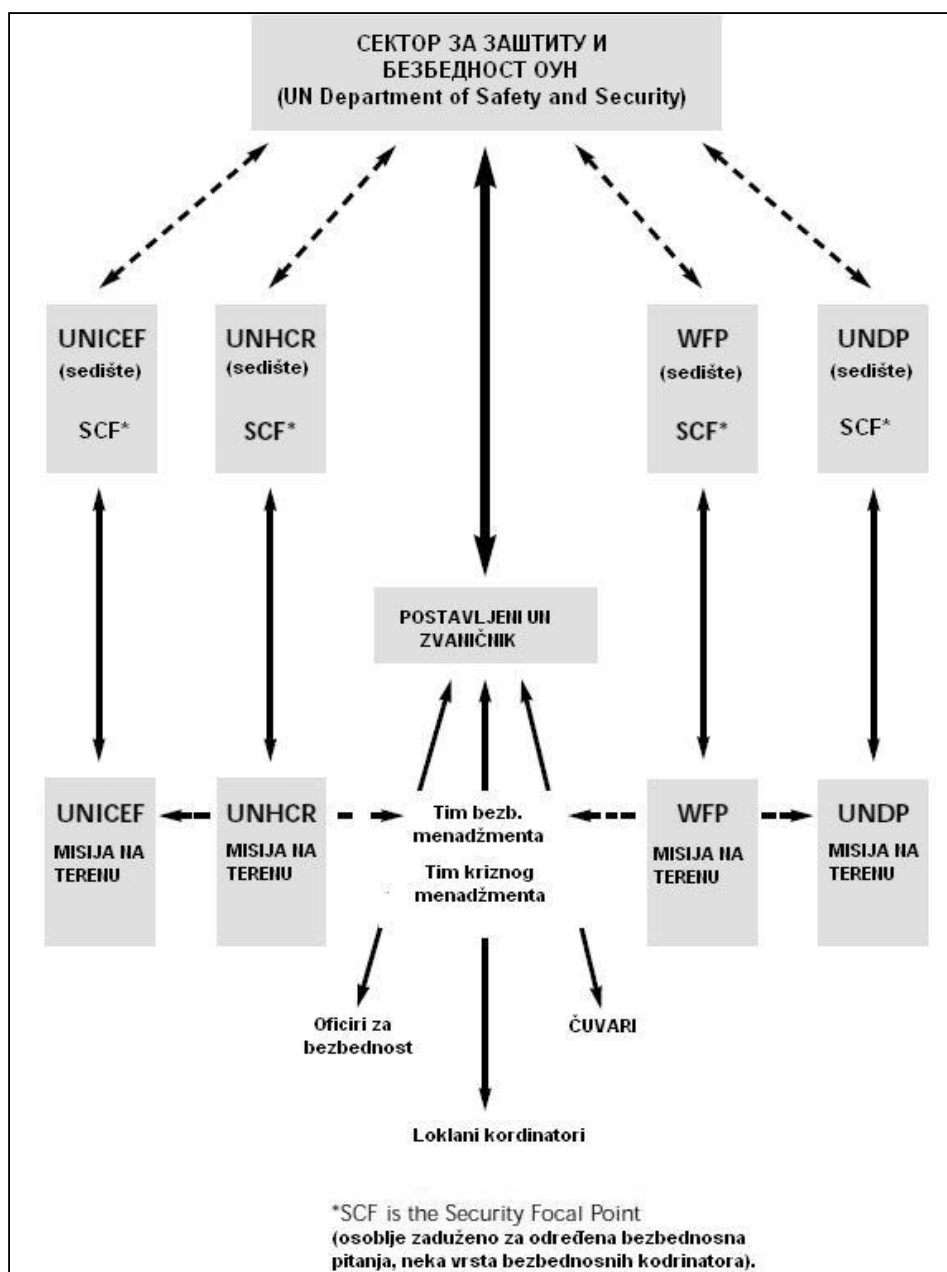 СЕКТОР ЗА ЗАШТИТУ И
БЕЗБЕДНОСТ ОУН
(UN Department of Safety and Security)
UNICEF
(sedište)
SCF*
UNHCR
(sedište)
SCF*
WFP
(sedište)
SCF*
UNDP
(sedište)
SCF*
POSTAVLJENI UN
ZVANIČNIK
UNICEF
MISIJA NA
TERENU
UNHCR
MISIJA NA
TERENU
Tim bezb.
menadžmenta
Tim kriznog
menadžmenta
WFP
MISIJA NA
TERENU
UNDP
MISIJA NA
TERENU
Oficiri za
bezbednost
ČUVARI
Loklani kordinatori
*SCF is the Security Focal Point
(osoblje zaduženo za određena bezbednosna
pitanja, neka vrsta bezbednosnih kodrinatora).